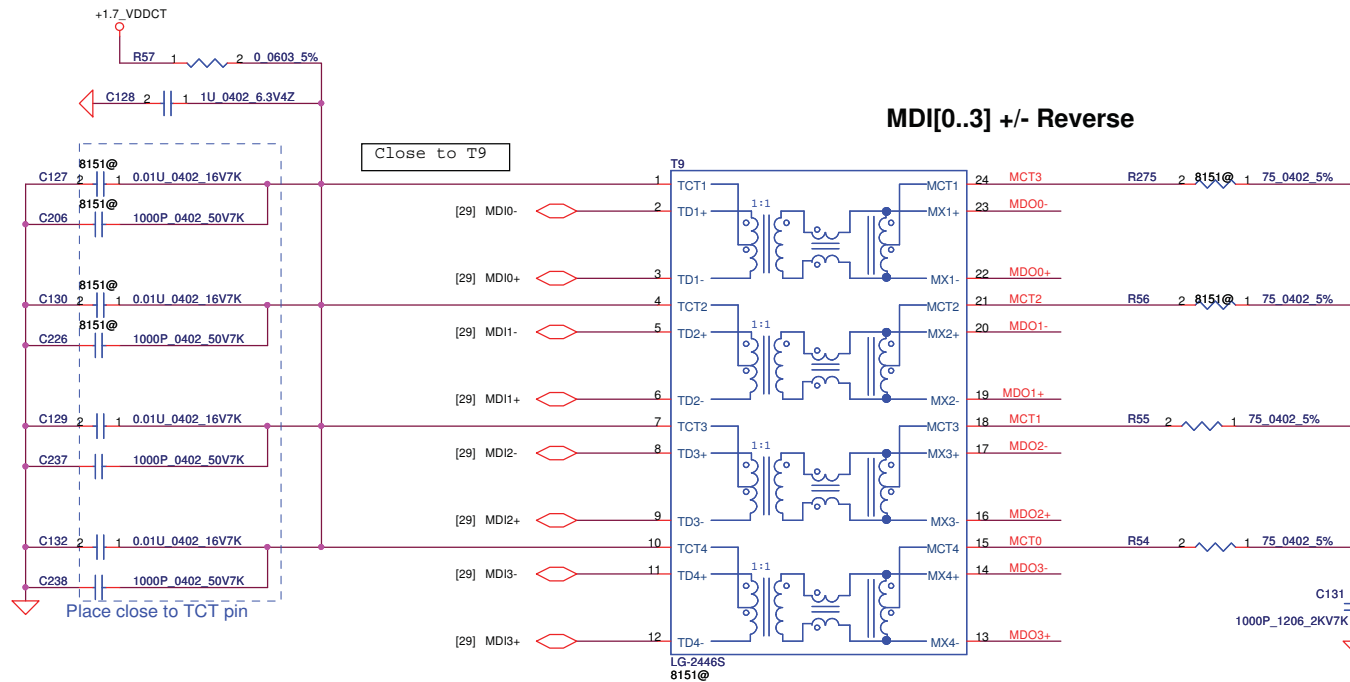 +1.7_VDDCT
R57 1 2 0_0603_5%
C128 2 1 1U_0402_6.3V4Z
MDI[0..3] +/- Reverse
Close to T9
8151@
C127 2 1 0.01U_0402_16V7K
8151@
C206 1000P_0402_50V7K
8151@
C130 2 1 0.01U_0402_16V7K
8151@
C226 1000P_0402_50V7K
C129 2 1 0.01U_0402_16V7K
C237 1000P_0402_50V7K
C132 2 1 0.01U_0402_16V7K
C238 1000P_0402_50V7K
Place close to TCT pin
T9
1 TCT1 MCT1 24 MCT3 R275 2 8151@ 1 75_0402_5%
[29] MDI0- 2 TD1+ 1:1 MX1+ 23 MDO0-
[29] MDI0+ 3 TD1- MX1- 22 MDO0+
4 TCT2 MCT2 21 MCT2 R56 2 8151@ 1 75_0402_5%
[29] MDI1- 5 TD2+ 1:1 MX2+ 20 MDO1-
[29] MDI1+ 6 TD2- MX2- 19 MDO1+
7 TCT3 MCT3 18 MCT1 R55 2 1 75_0402_5%
[29] MDI2- 8 TD3+ 1:1 MX3+ 17 MDO2-
[29] MDI2+ 9 TD3- MX3- 16 MDO2+
10 TCT4 MCT4 15 MCT0 R54 2 1 75_0402_5%
[29] MDI3- 11 TD4+ 1:1 MX4+ 14 MDO3-
[29] MDI3+ 12 TD4- MX4- 13 MDO3+
LG-2446S
8151@
C131
1000P_1206_2KV7K